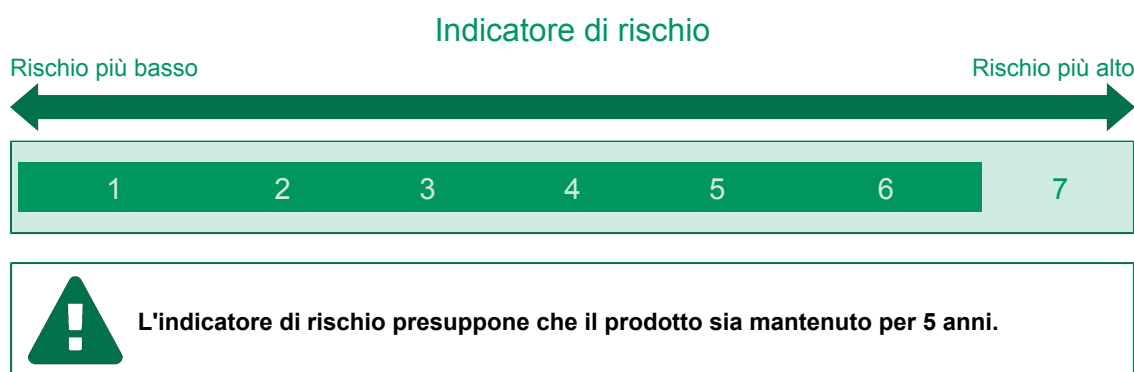 Indicatore di rischio
Rischio più basso Rischio più alto
1 2 3 4 5 6 7
L'indicatore di rischio presuppone che il prodotto sia mantenuto per 5 anni.